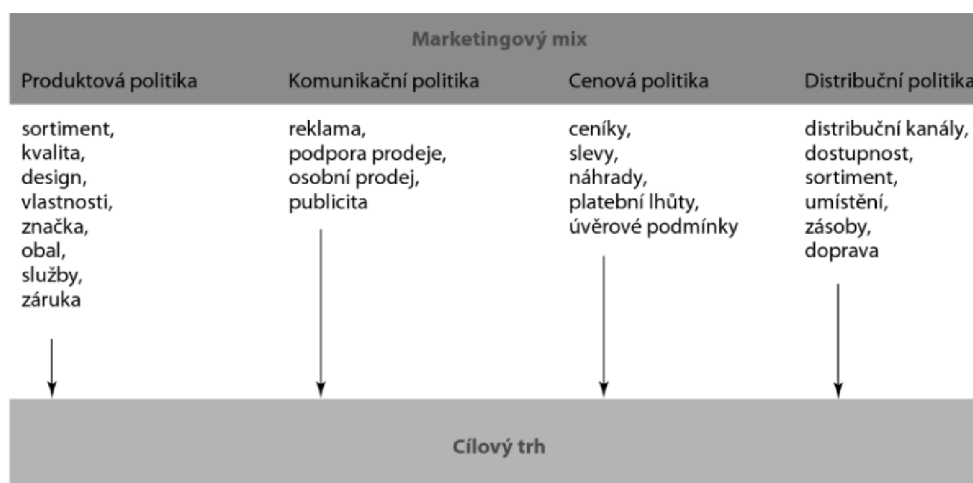 Marketingový mix
Produktová politika
Komunikační politika
Cenová politika
Distribuční politika
sortiment,
kvalita,
design,
vlastnosti,
značka,
obal,
služby,
záruka
reklama,
podpora prodeje,
osobní prodej,
publicita
ceníky,
slevy,
náhrady,
platební lhůty,
úvěrové podmínky
distribuční kanály,
dostupnost,
sortiment,
umístění,
zásoby,
doprava
Cílový trh